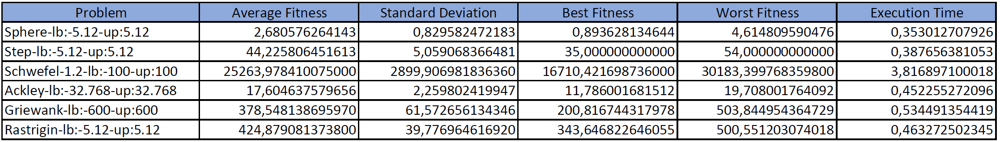 Problem Average Fitness Standard Deviation Best Fitness Worst Fitness Execution Time
Sphere-lb:-5.12-up:5.12 2,680576264143 0,829582472183 0,893628134644 4,614809590476 0,353012707926
Step-lb:-5.12-up:5.12 44,225806451613 5,059068366481 35,000000000000 54,000000000000 0,387656381053
Schwefel-1.2-lb:-100-up:100 25263,978410075000 2899,906981836360 16710,421698736000 30183,399768359800 3,816897100018
Ackley-lb:-32.768-up:32.768 17,604637579656 2,259802419947 11,786001681512 19,708001764092 0,452255272096
Griewank-lb:-600-up:600 378,548138695970 61,572656134346 200,816744317978 503,844954364729 0,534491354419
Rastrigin-lb:-5.12-up:5.12 424,879081373800 39,776964616920 343,646822646055 500,551203074018 0,463272502345